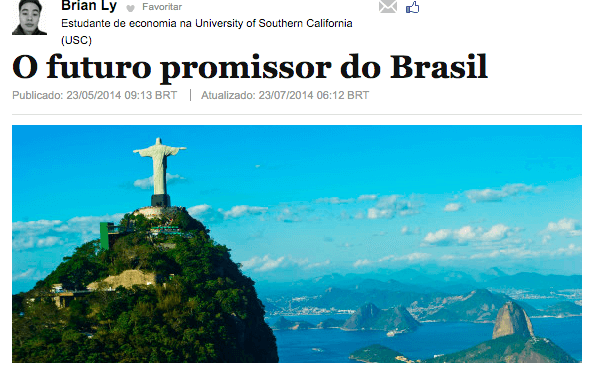 Brian Ly
Favoritar
Estudante de economia na University of Southern California
(USC)
O futuro promissor do Brasil
Publicado: 23/05/2014 09:13 BRT | Atualizado: 23/07/2014 06:12 BRT